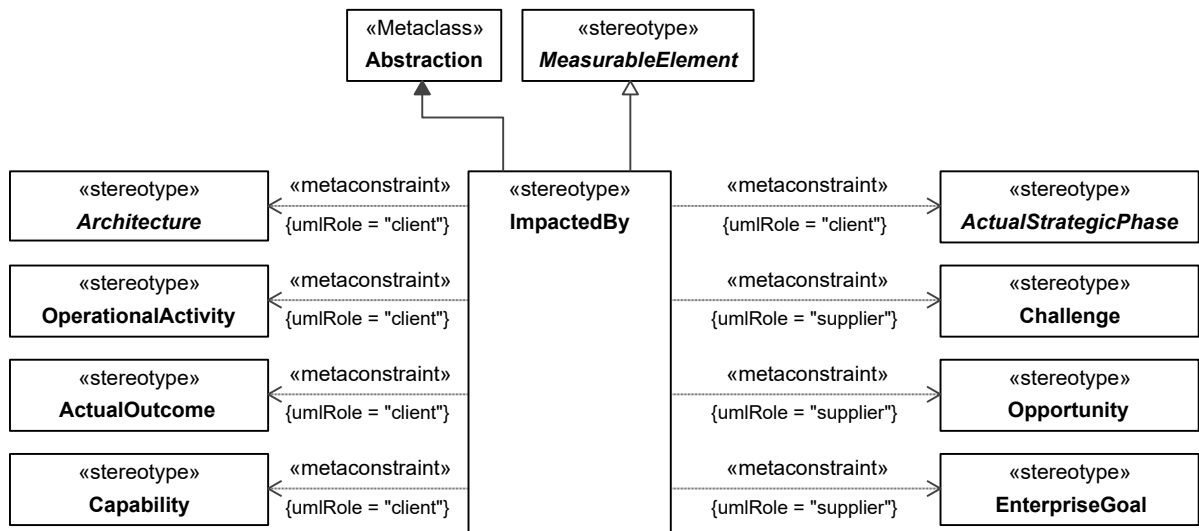 «Metaclass»
Abstraction
«stereotype»
MeasurableElement
«stereotype»
Architecture
«metaconstraint»
{umlRole = "client"}
«stereotype»
ImpactedBy
«metaconstraint»
{umlRole = "client"}
«stereotype»
ActualStrategicPhase
«stereotype»
OperationalActivity
«metaconstraint»
{umlRole = "client"}
«metaconstraint»
{umlRole = "supplier"}
«stereotype»
Challenge
«stereotype»
ActualOutcome
«metaconstraint»
{umlRole = "client"}
«metaconstraint»
{umlRole = "supplier"}
«stereotype»
Opportunity
«stereotype»
Capability
«metaconstraint»
{umlRole = "client"}
«metaconstraint»
{umlRole = "supplier"}
«stereotype»
EnterpriseGoal